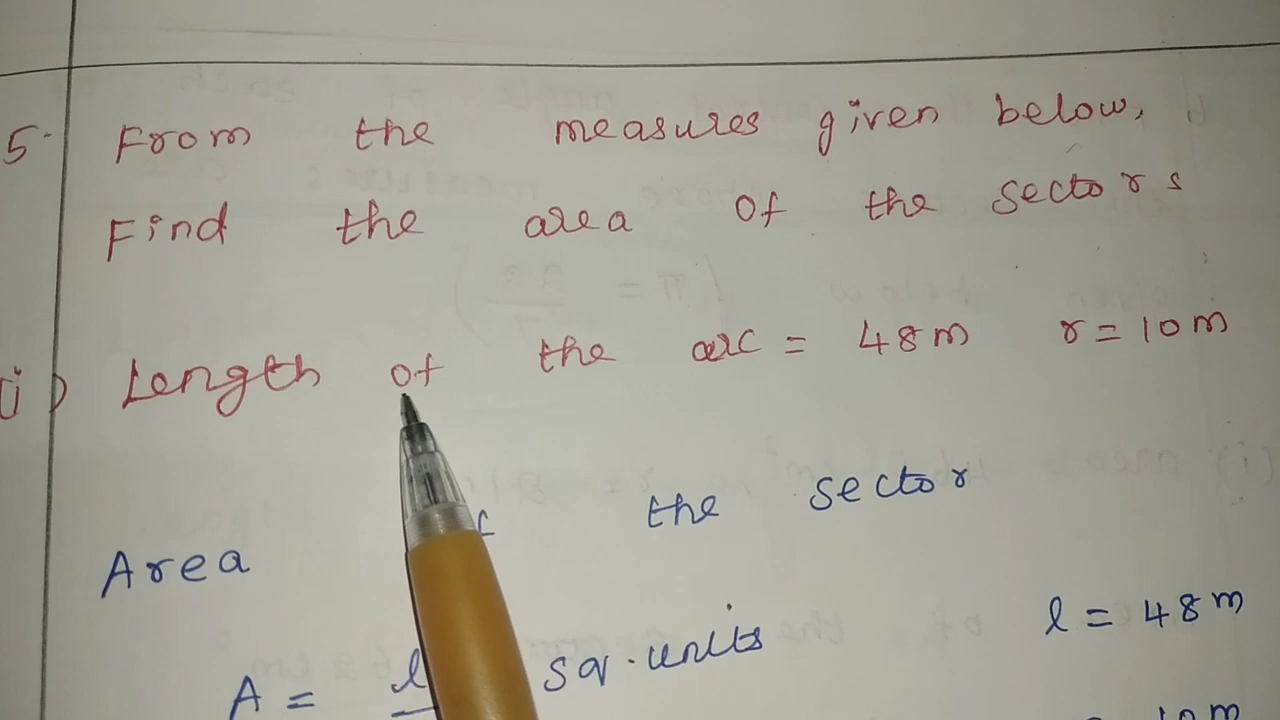 5. From the measures given below,
Find the area of the sectors
(i) Length of the arc = 48m r = 10m
Area the sector
l = 48m
A = l sq. units
10m